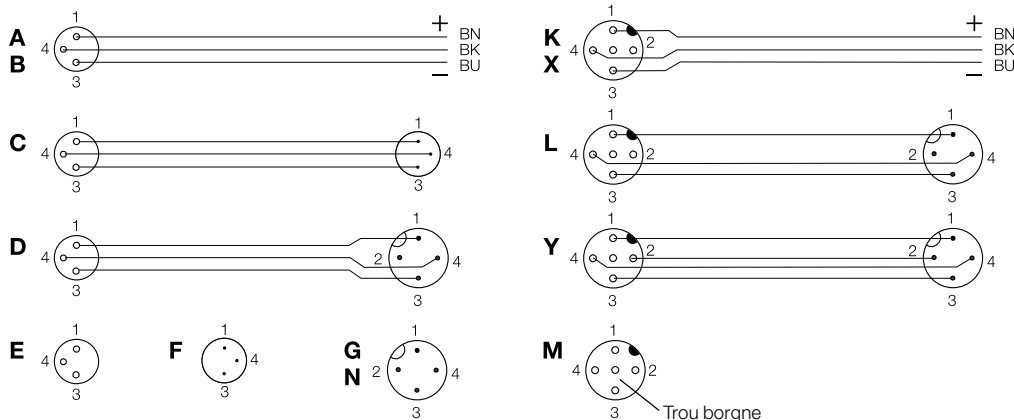 1
A 4 + BN
BK
B 3 – BU
1
K 4 2 + BN
BK
X 3 – BU
1 1
C 4 4
3 3
1 1
L 4 2 2 4
3 3
1 1
D 4 2 4
3 3
1 1
Y 4 2 2 4
3 3
1
E 4
3
1
F 4
3
1
G
N 2 4
3
1
M 4 2
3
Trou borgne